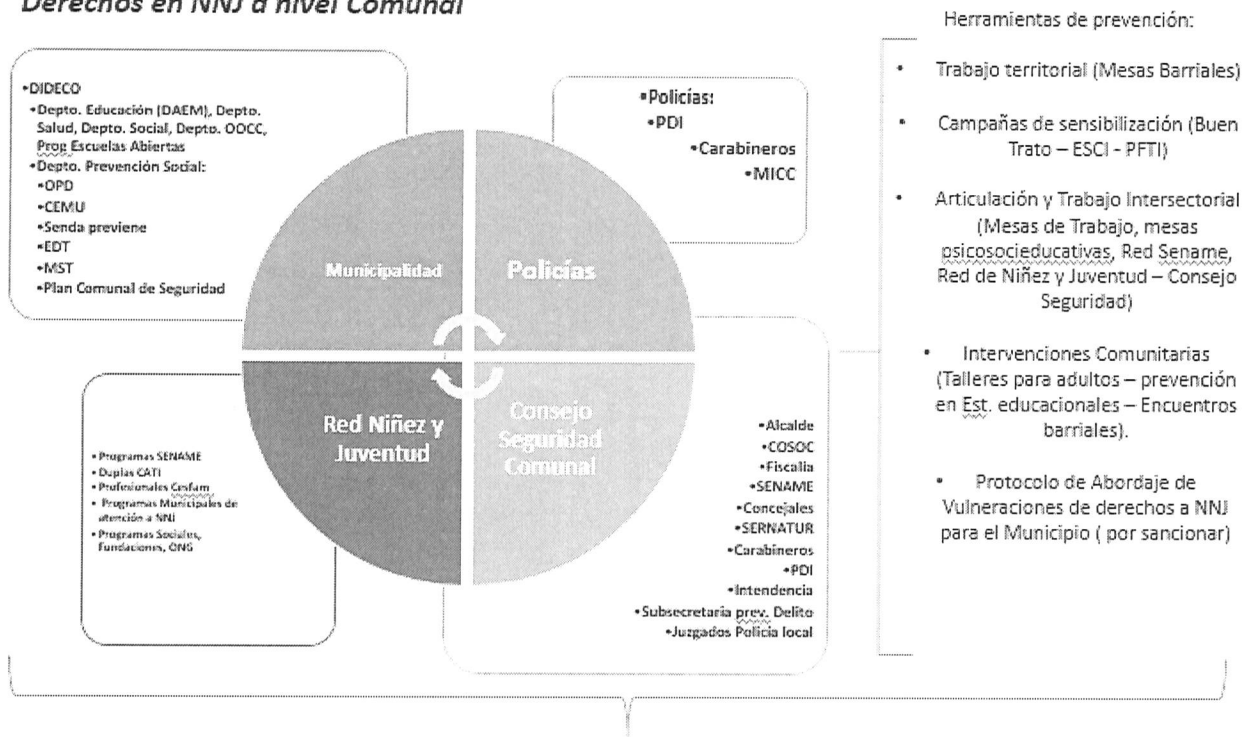 Derechos en NNJ a nivel Comunal
•DIDECO
•Depto. Educación (DAEM), Depto.
Salud, Depto. Social, Depto. OOCC,
Prog Escuelas Abiertas
•Depto. Prevención Social:
•OPD
•CEMU
•Senda previene
•EDT
•MST
•Plan Comunal de Seguridad
•Policías:
•PDI
•Carabineros
•MICC
Municipalidad
Policías
Red Niñez y
Juventud
Consejo
Seguridad
Comunal
• Programas SENAME
• Duplas CATI
• Profesionales Cesfam
• Programas Municipales de
atención a NNJ
• Programas Sociales,
Fundaciones, ONG
•Alcalde
•COSOC
•Fiscalia
•SENAME
•Concejales
•SERNATUR
•Carabineros
•PDI
•Intendencia
•Subsecretaria prev. Delito
•Juzgados Policia local
Herramientas de prevención:
• Trabajo territorial (Mesas Barriales)
• Campañas de sensibilización (Buen
Trato – ESCI - PFTI)
• Articulación y Trabajo Intersectorial
(Mesas de Trabajo, mesas
psicosocieducativas, Red Sename,
Red de Niñez y Juventud – Consejo
Seguridad)
• Intervenciones Comunitarias
(Talleres para adultos – prevención
en Est. educacionales – Encuentros
barriales).
• Protocolo de Abordaje de
Vulneraciones de derechos a NNJ
para el Municipio ( por sancionar)